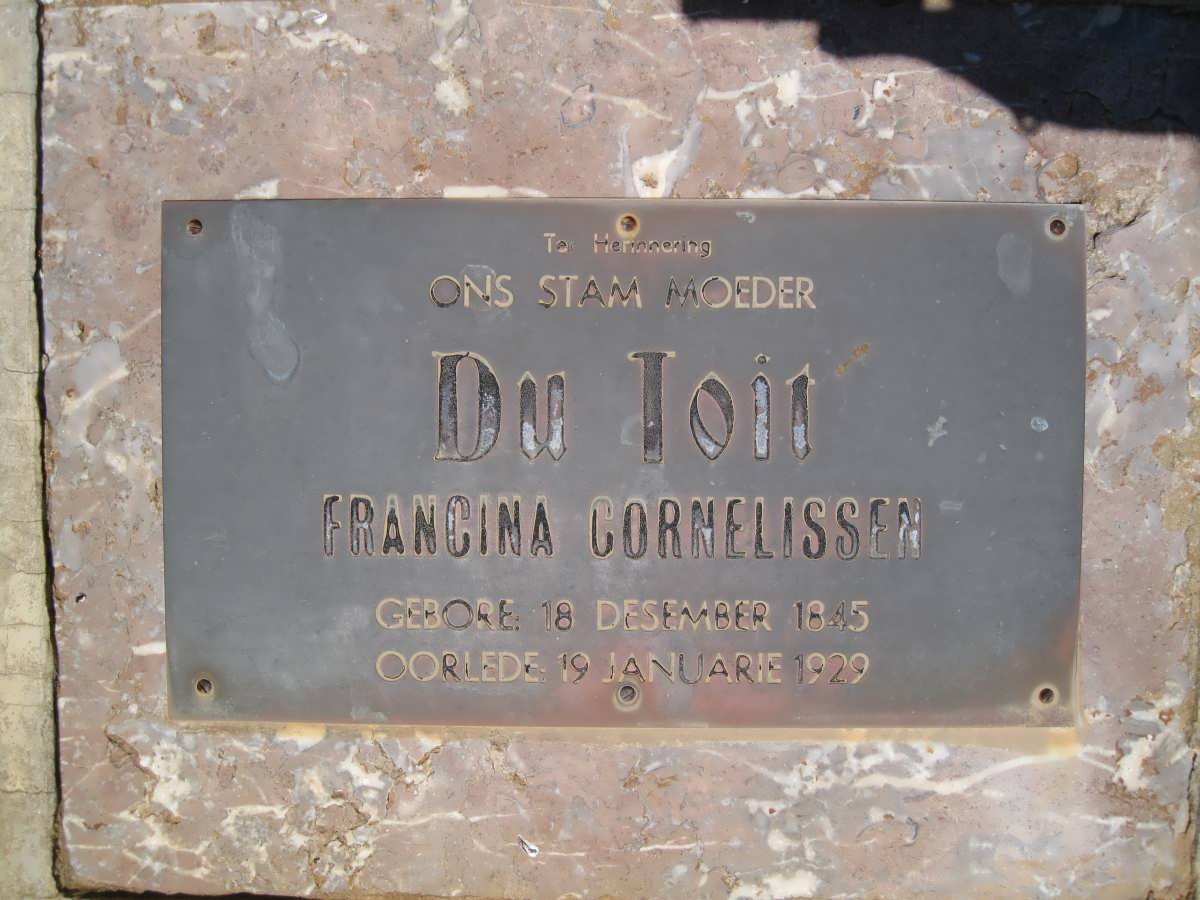 Ter Herinnering
ONS STAM MOEDER
Du Toit
FRANCINA CORNELISSEN
GEBORE: 18 DESEMBER 1845
OORLEDE: 19 JANUARIE 1929